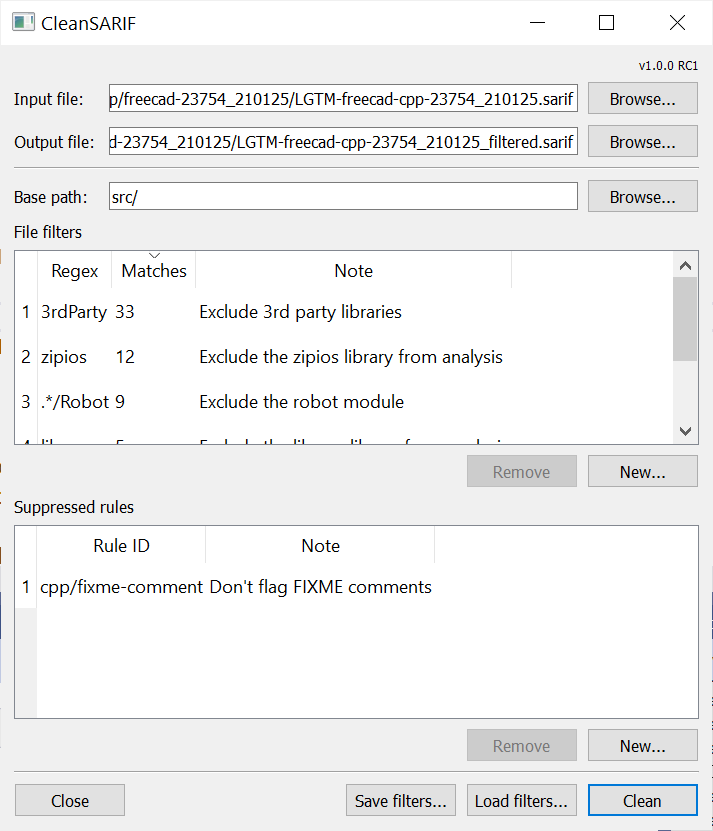 CleanSARIF
v1.0.0 RC1
Input file: p/freecad-23754_210125/LGTM-freecad-cpp-23754_210125.sarif Browse...
Output file: d-23754_210125/LGTM-freecad-cpp-23754_210125_filtered.sarif Browse...
Base path: src/ Browse...
File filters
Regex Matches Note
1 3rdParty 33 Exclude 3rd party libraries
2 zipios 12 Exclude the zipios library from analysis
3 .*/Robot 9 Exclude the robot module
Remove New...
Suppressed rules
Rule ID Note
1 cpp/fixme-comment Don't flag FIXME comments
Remove New...
Close Save filters... Load filters... Clean